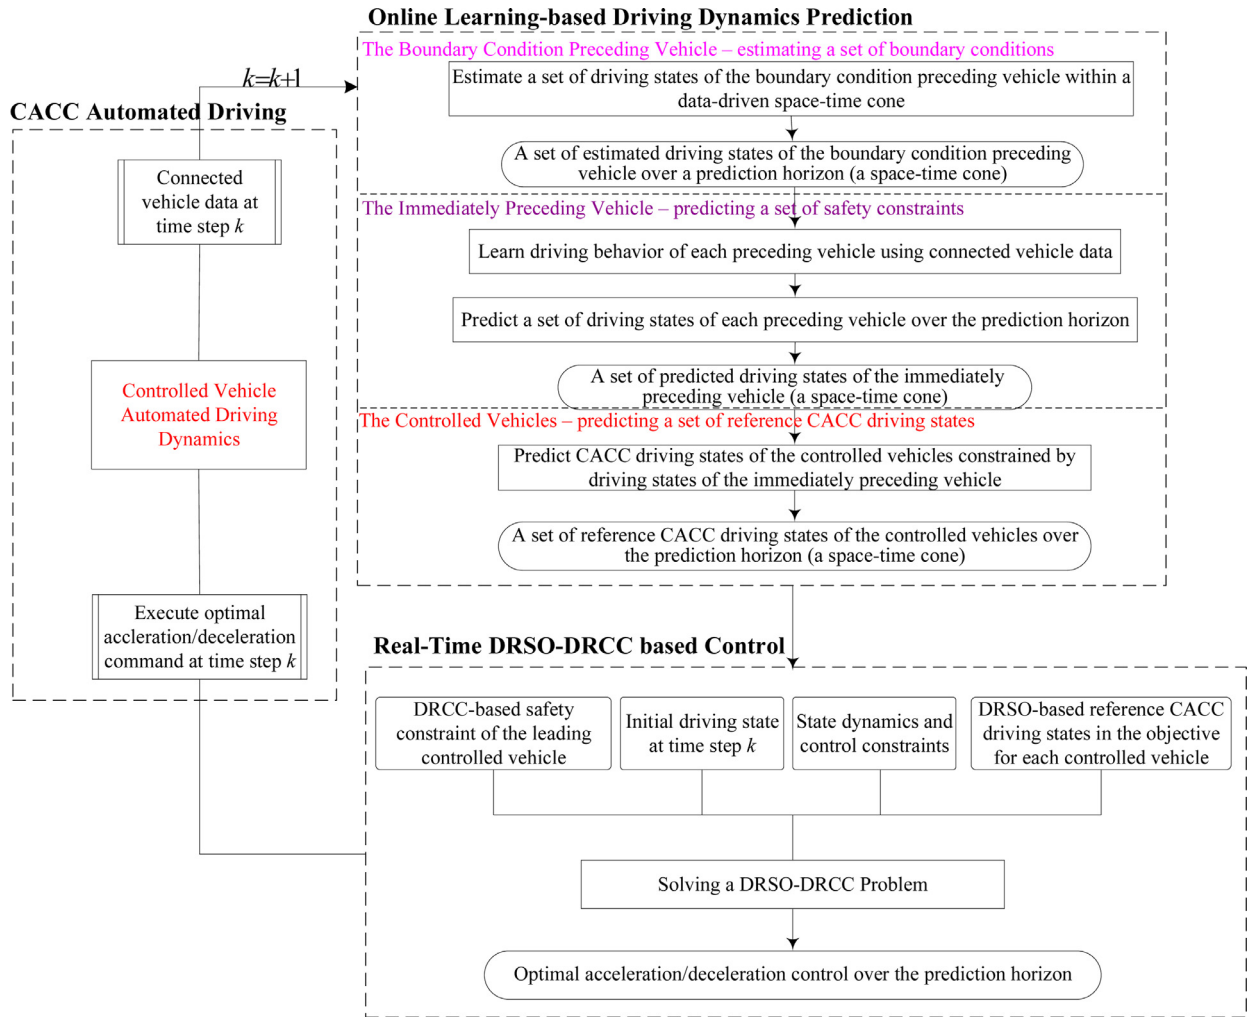 Online Learning-based Driving Dynamics Prediction
The Boundary Condition Preceding Vehicle – estimating a set of boundary conditions
Estimate a set of driving states of the boundary condition preceding vehicle within a
data-driven space-time cone
A set of estimated driving states of the boundary condition preceding
vehicle over a prediction horizon (a space-time cone)
The Immediately Preceding Vehicle – predicting a set of safety constraints
Learn driving behavior of each preceding vehicle using connected vehicle data
Predict a set of driving states of each preceding vehicle over the prediction horizon
A set of predicted driving states of the immediately
preceding vehicle (a space-time cone)
The Controlled Vehicles – predicting a set of reference CACC driving states
Predict CACC driving states of the controlled vehicles constrained by
driving states of the immediately preceding vehicle
A set of reference CACC driving states of the controlled vehicles over
the prediction horizon (a space-time cone)
k=k+1
CACC Automated Driving
Connected
vehicle data at
time step k
Controlled Vehicle
Automated Driving
Dynamics
Execute optimal
accleration/deceleration
command at time step k
Real-Time DRSO-DRCC based Control
DRCC-based safety
constraint of the leading
controlled vehicle
Initial driving state
at time step k
State dynamics and
control constraints
DRSO-based reference CACC
driving states in the objective
for each controlled vehicle
Solving a DRSO-DRCC Problem
Optimal acceleration/deceleration control over the prediction horizon